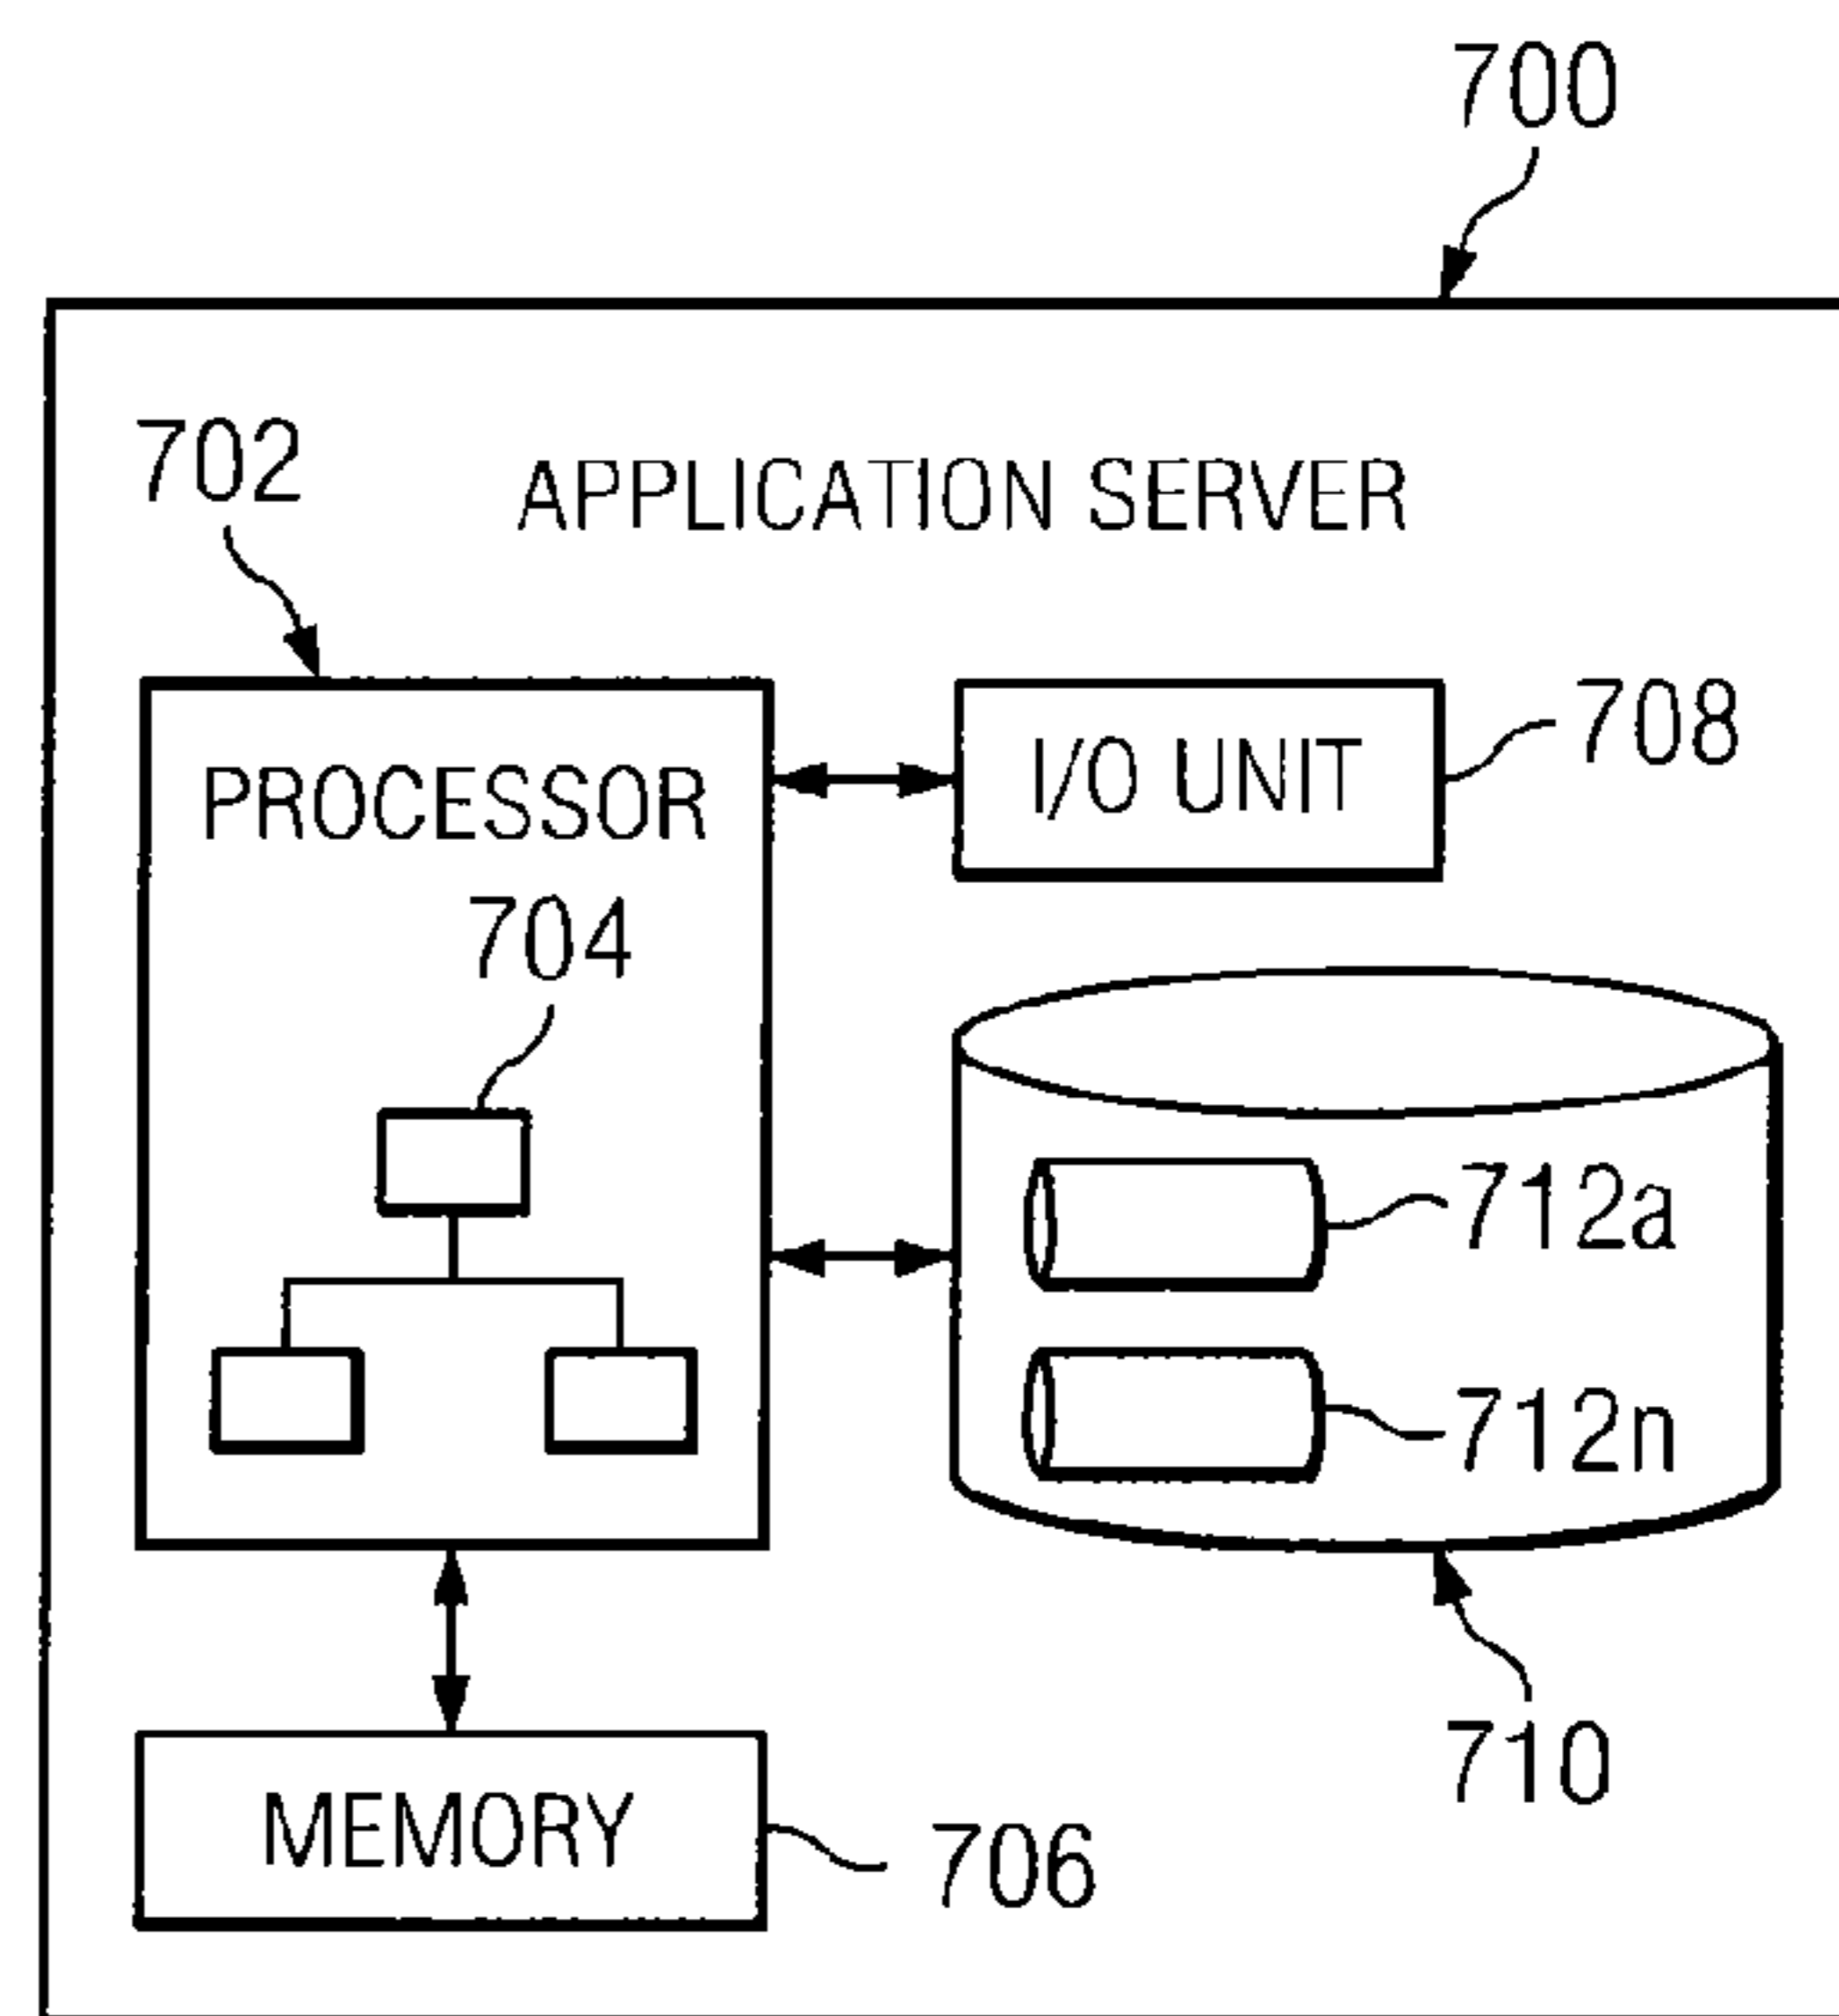 700
702
APPLICATION SERVER
PROCESSOR
I/O UNIT
708
704
712a
712n
710
MEMORY
706